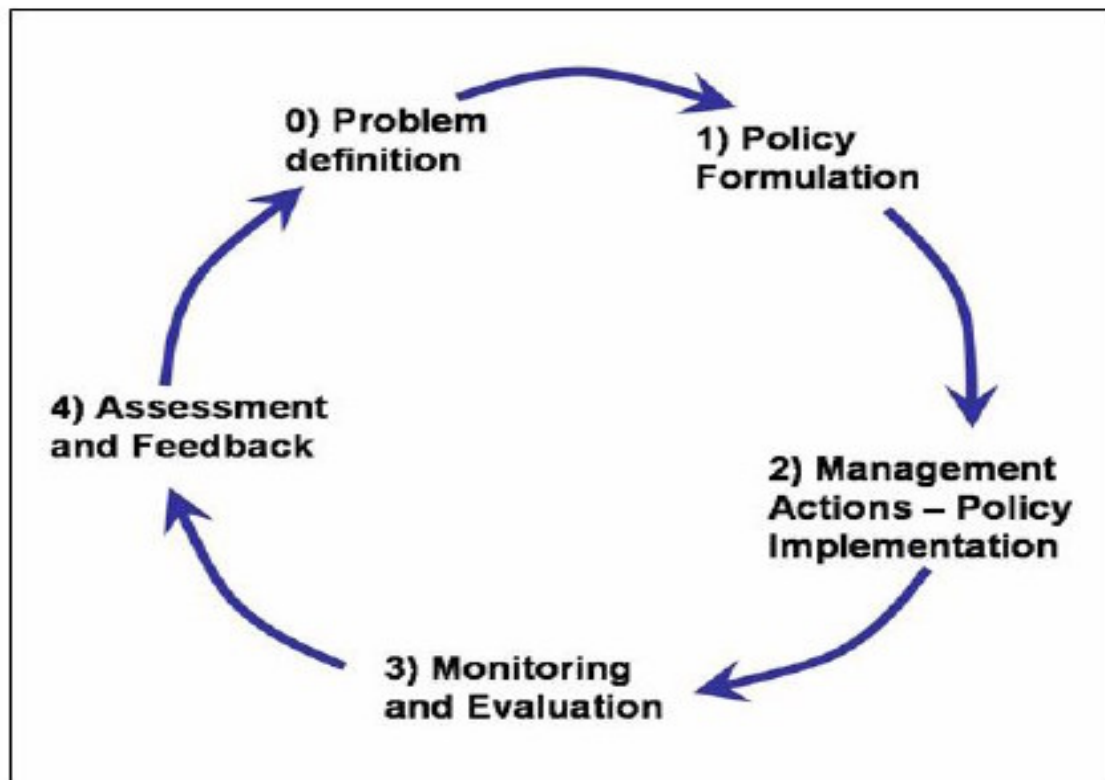 0) Problem
definition
1) Policy
Formulation
2) Management
Actions – Policy
Implementation
3) Monitoring
and Evaluation
4) Assessment
and Feedback